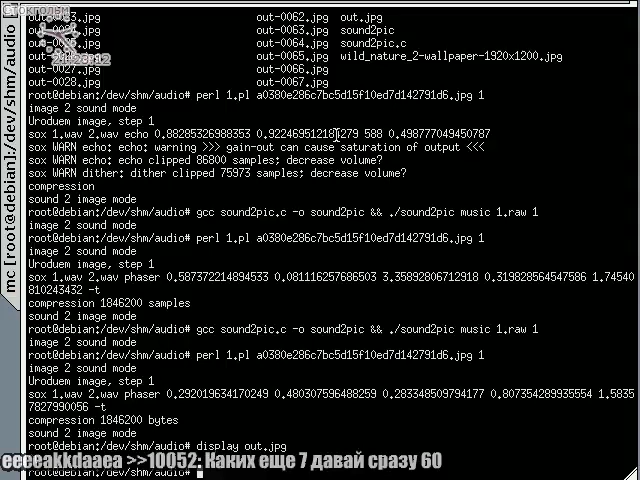 Стокгольм
mc [root@debian]:/dev/shm/audio
out-0062.jpg out.jpg
out-0063.jpg sound2pic
out-0064.jpg sound2pic.c
out-0065.jpg wild_nature_2-wallpaper-1920x1200.jpg
out-0027.jpg out-0066.jpg
out-0028.jpg out-0067.jpg
root@debian:/dev/shm/audio# perl 1.pl a0380e286c7bc5d15f10ed7d142791d6.jpg 1
image 2 sound mode
Uroduem image, step 1
sox 1.wav 2.wav echo 0.88285326988353 0.922469512181279 588 0.498777049450787
sox WARN echo: echo: warning >>> gain-out can cause saturation of output <<<
sox WARN echo: echo clipped 86800 samples; decrease volume?
sox WARN dither: dither clipped 75973 samples; decrease volume?
compression
sound 2 image mode
root@debian:/dev/shm/audio# gcc sound2pic.c -o sound2pic && ./sound2pic music 1.raw 1
image 2 sound mode
root@debian:/dev/shm/audio# perl 1.pl a0380e286c7bc5d15f10ed7d142791d6.jpg 1
image 2 sound mode
Uroduem image, step 1
sox 1.wav 2.wav phaser 0.587372214894533 0.081116257686503 3.35892806712918 0.319828564547586 1.74540
810243432 -t
compression 1846200 samples
sound 2 image mode
root@debian:/dev/shm/audio# gcc sound2pic.c -o sound2pic && ./sound2pic music 1.raw 1
image 2 sound mode
root@debian:/dev/shm/audio# perl 1.pl a0380e286c7bc5d15f10ed7d142791d6.jpg 1
image 2 sound mode
Uroduem image, step 1
sox 1.wav 2.wav phaser 0.292019634170249 0.480307596488259 0.283348509794177 0.807354289935554 1.5835
7827990056 -t
compression 1846200 bytes
sound 2 image mode
root@debian:/dev/shm/audio# display out.jpg
eeeeakkdaaea >>10052: Каких еще 7 давай сразу 60
root@debian:/dev/shm/audio#